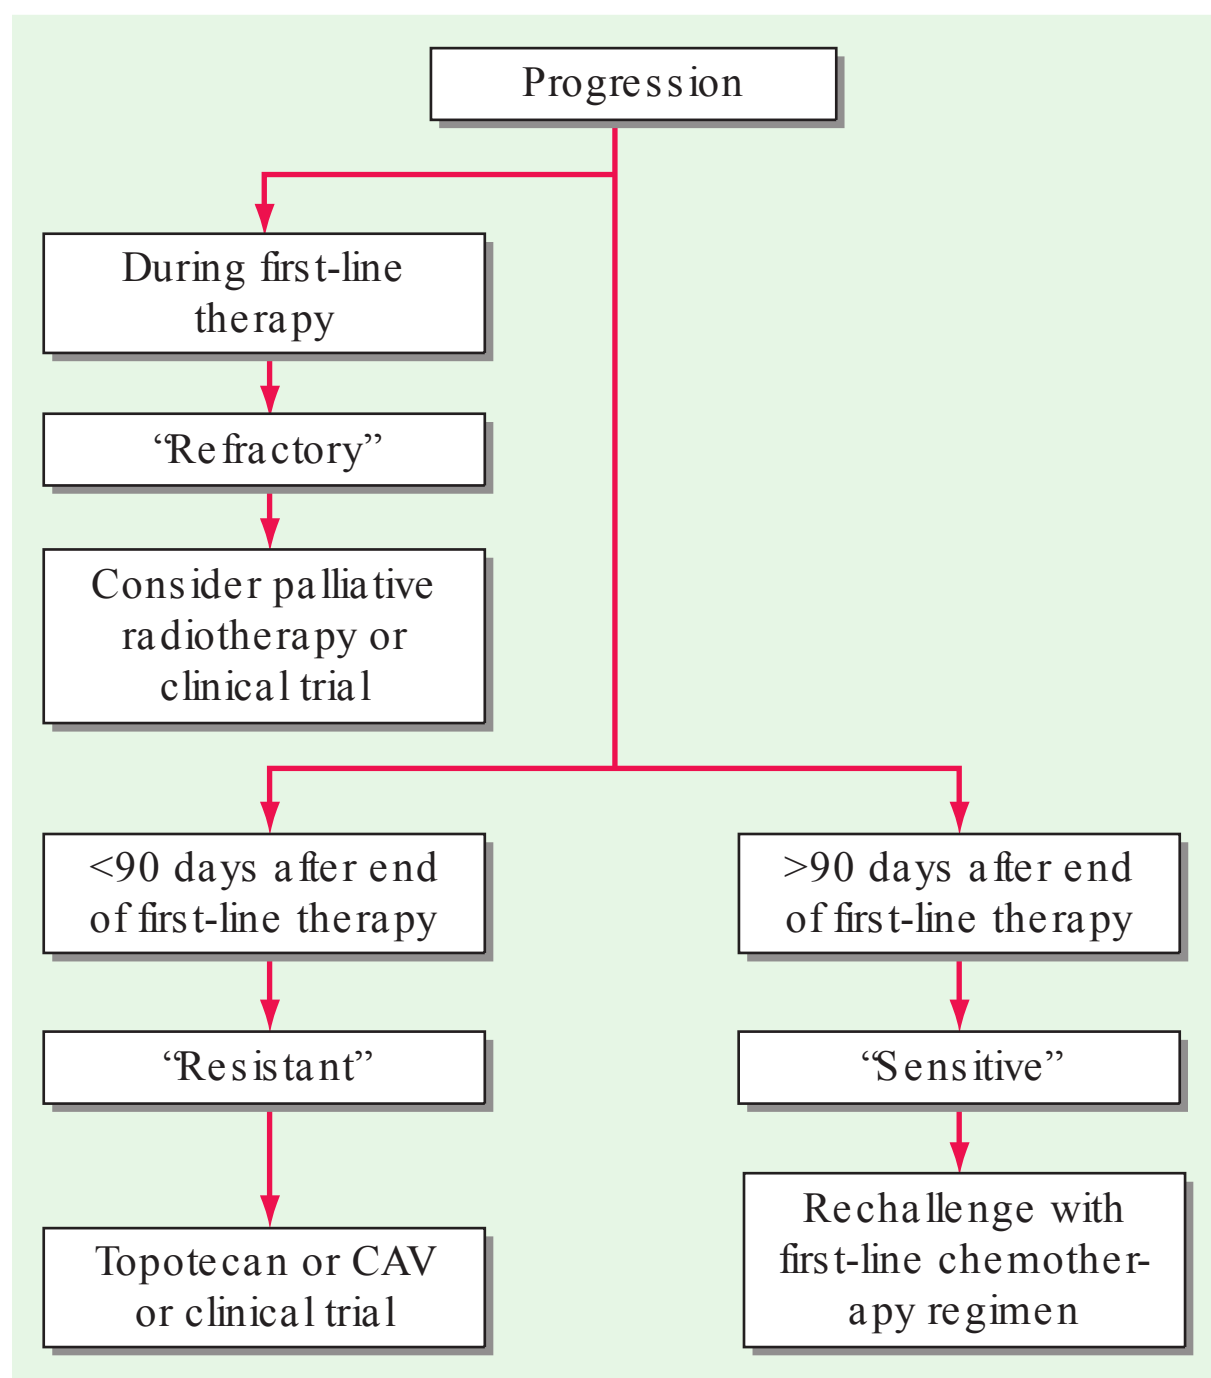 Progression
During first-line
therapy
“Refractory”
Consider palliative
radiotherapy or
clinical trial
<90 days after end
of first-line therapy
“Resistant”
Topotecan or CAV
or clinical trial
>90 days after end
of first-line therapy
“Sensitive”
Rechallenge with
first-line chemother-
apy regimen